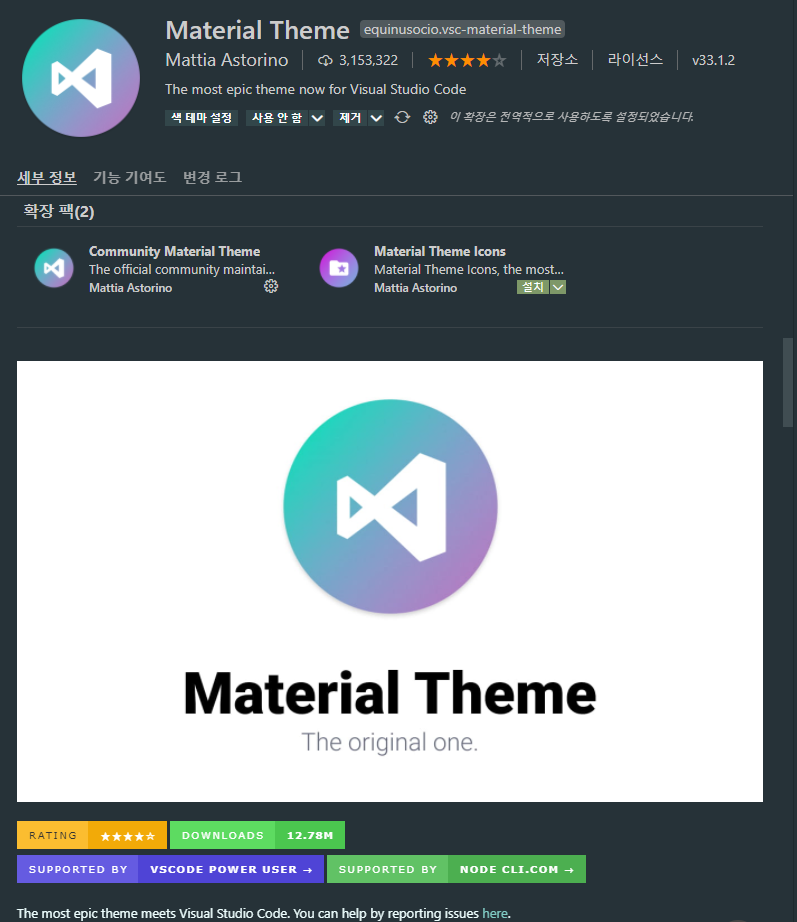 Material Theme equinusocio.vsc-material-theme
Mattia Astorino 3,153,322 ★★★★☆ 저장소 라이선스 v33.1.2
The most epic theme now for Visual Studio Code
색 테마 설정 사용 안 함 제거 이 확장은 전역적으로 사용하도록 설정되었습니다.
세부 정보 기능 기여도 변경 로그
확장 팩(2)
Community Material Theme
The official community maintai...
Mattia Astorino
Material Theme Icons
Material Theme Icons, the most...
Mattia Astorino 설치
Material Theme
The original one.
RATING ★★★★☆ DOWNLOADS 12.78M
SUPPORTED BY VSCODE POWER USER → SUPPORTED BY NODE CLI.COM →
The most epic theme meets Visual Studio Code. You can help by reporting issues here.